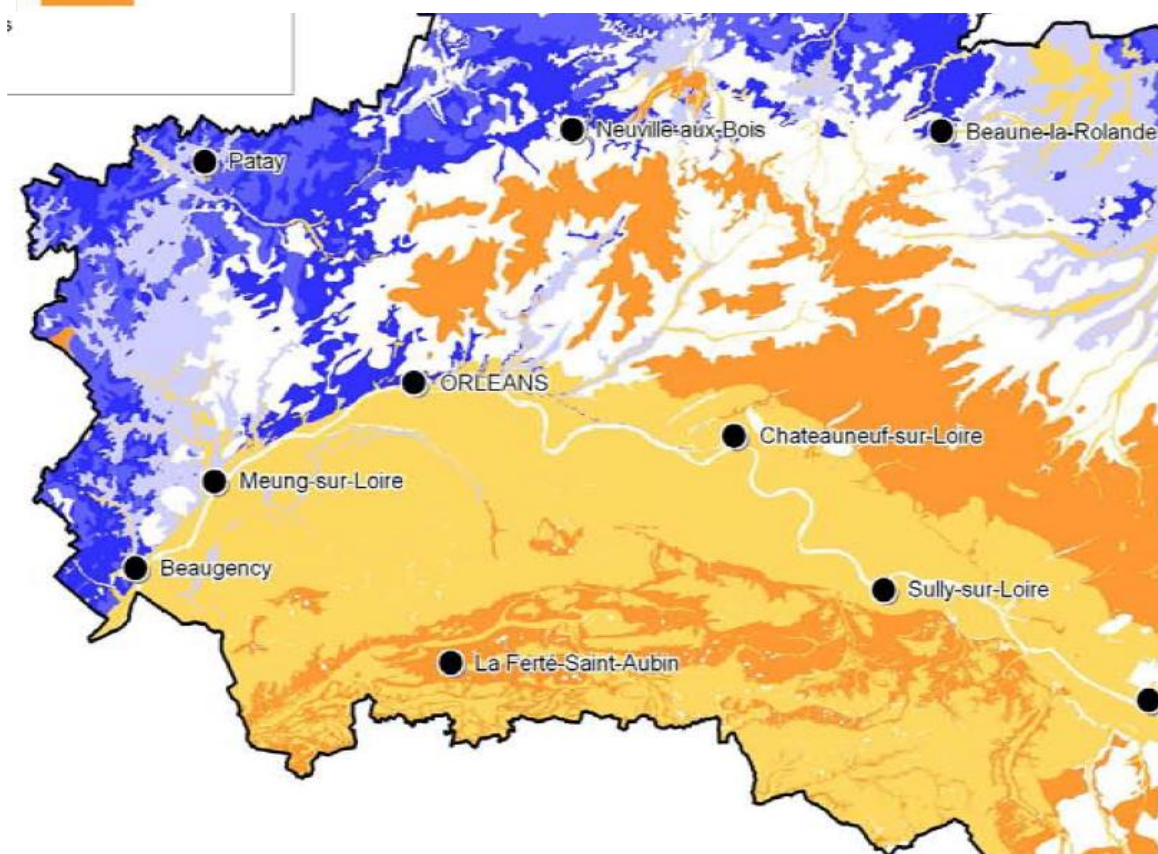 s
Neuville-aux-Bois
Beaune-la-Rolande
Patay
ORLEANS
Chateauneuf-sur-Loire
Meung-sur-Loire
Beaugency
Sully-sur-Loire
La Ferté-Saint-Aubin